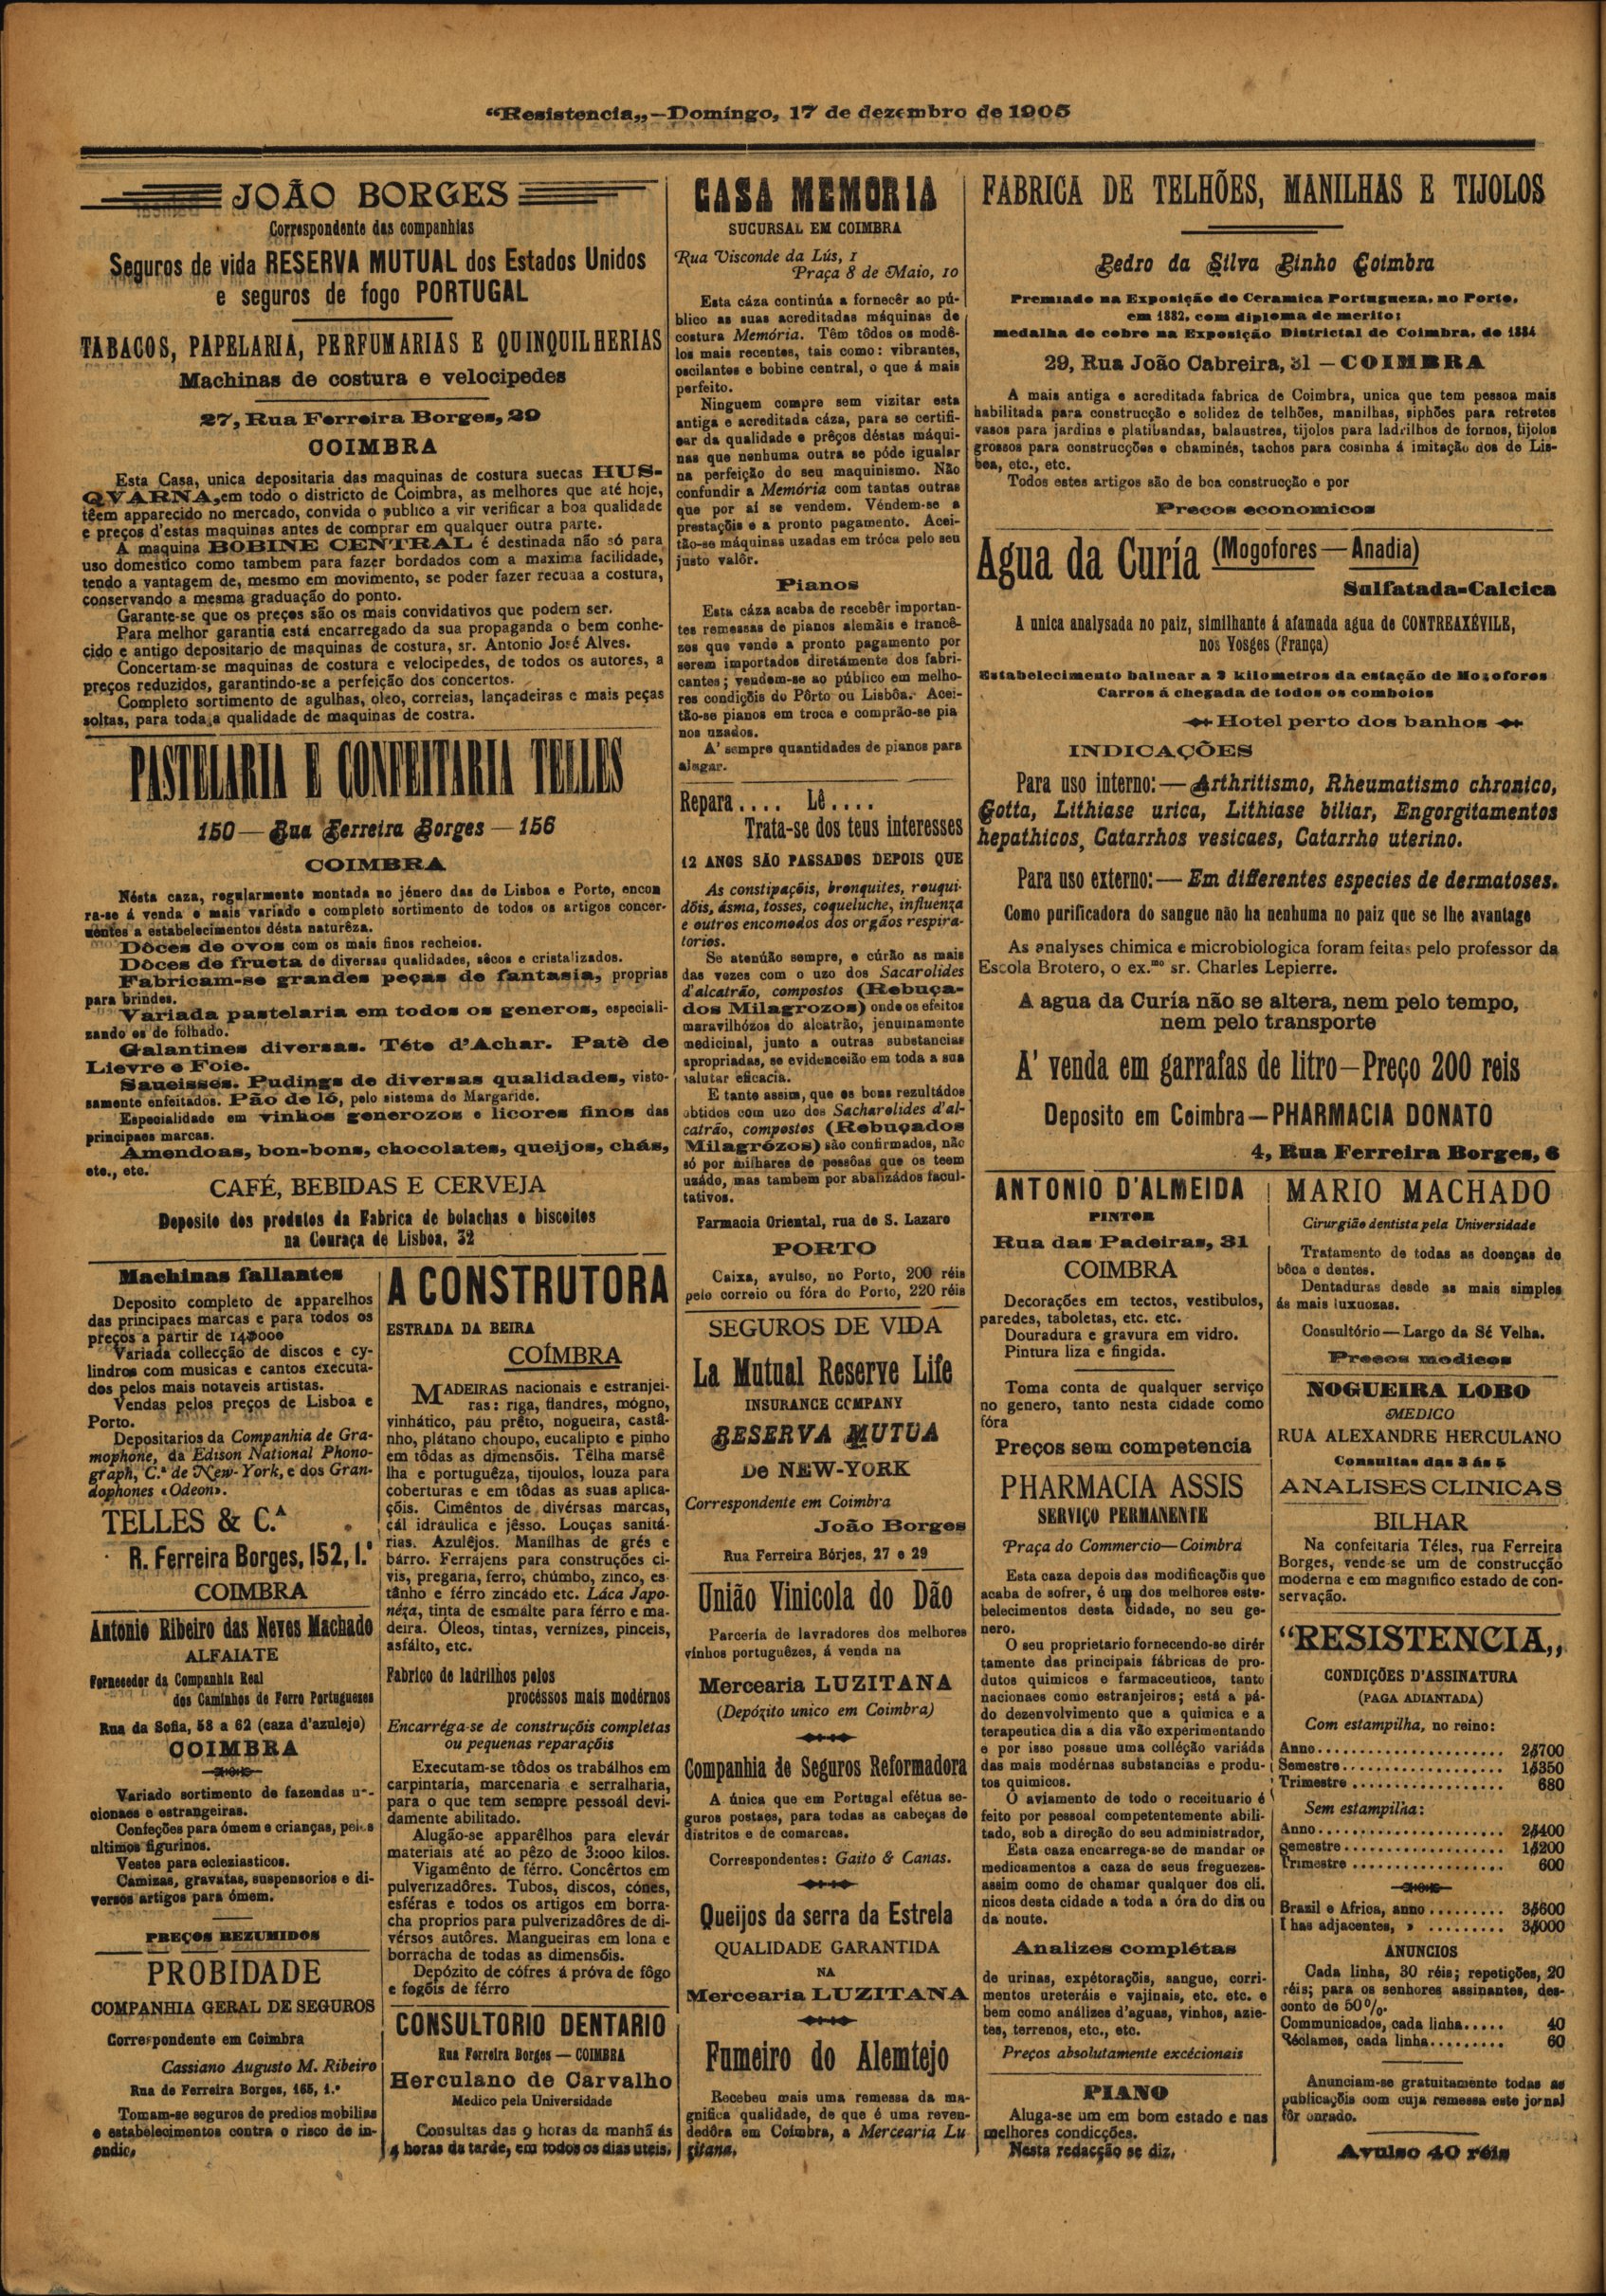 “Resistencia„—Domingo, 17 de dezembro de 1905
JOÃO BORGES
Correspondente das companhias
Seguros de vida RESERVA MUTUAL dos Estados Unidos
e seguros de fogo PORTUGAL
TABACOS, PAPELARIA, PERFUMARIAS E QUINQUILHERIAS
Machinas de costura e velocipedes
27, Rua Ferreira Borges, 29
COIMBRA
Esta Casa, unica depositaria das maquinas de costura suecas HUS-
QVARNA, em todo o districto de Coimbra, as melhores que até hoje,
têem apparecido no mercado, convida o publico a vir verificar a boa qualidade
e preços d'estas maquinas antes de comprar em qualquer outra parte.
A maquina BOBINE CENTRAL é destinada não só para
uso domestico como tambem para fazer bordados com a maxima facilidade,
tendo a vantagem de, mesmo em movimento, se poder fazer recuaa a costura,
conservando a mesma graduação do ponto.
Garante-se que os preços são os mais convidativos que podem ser.
Para melhor garantia está encarregado da sua propaganda o bem conhe-
cido e antigo depositario de maquinas de costura, sr. Antonio José Alves.
Concertam-se maquinas de costura e velocipedes, de todos os autores, a
preços reduzidos, garantindo-se a perfeição dos concertos.
Completo sortimento de agulhas, oleo, correias, lançadeiras e mais peças
soltas, para toda a qualidade de maquinas de costra.
PASTELARIA E CONFEITARIA TELLES
150—Rua Ferreira Borges—156
COIMBRA
Nésta caza, regularmente montada no jénero das de Lisboa e Porto, encon
ra-se á venda o mais variado e completo sortimento de todos os artigos concer-
nentes a estabelecimentos désta naturêza.
Dôces de ovos com os mais finos recheios.
Dôces de frueta de diversas qualidades, sêcos e cristalizados.
Fabricam-se grandes peças de fantasia, proprias
para brindes.
Variada pastelaria em todos os generos, especiali-
sando os de folhado.
Galantines diversas. Téte d'Achar. Patè de
Lievre e Foie.
Saucisses. Pudings de diversas qualidades, visto-
samente enfeitados. Pão de ló, pelo sistema de Margaride.
Especialidade em vinhos generozos e licores finos das
principaes marcas.
Amendoas, bon-bons, chocolates, queijos, chás,
etc., etc.
CAFÉ, BEBIDAS E CERVEJA
Deposito dos produtos da Fabrica de bolachas e biscoitos
na Couraça de Lisboa, 32
Machinas fallantes
Deposito completo de apparelhos
das principaes marcas e para todos os
preços a partir de 14$000
Variada collecção de discos e cy-
lindros com musicas e cantos executa-
dos pelos mais notaveis artistas.
Vendas pelos preços de Lisboa e
Porto.
Depositarios da Companhia de Gra-
mophone, da Edison National Phono-
graph, C.ª de New-York, e dos Gran-
dophones «Odeon».
TELLES & C.ª
R. Ferreira Borges, 152, 1.º
COIMBRA
Antonio Ribeiro das Neves Machado
ALFAIATE
Fornecedor da Companhia Real
dos Caminhos de Ferro Portuguezes
Rua da Sofia, 58 a 62 (caza d'azulejo)
COIMBRA
Variado sortimento de fazendas
cionaes e estrangeiras.
Confeções para ómem e crianças, pelos
ultimos figurinos.
Vestes para ecleziasticos.
Camizas, gravatas, suspensorios e di-
versos artigos para ómem.
PREÇOS REZUMIDOS
PROBIDADE
COMPANHIA GERAL DE SEGUROS
Correspondente em Coimbra
Cassiano Augusto M. Ribeiro
Rua de Ferreira Borges, 165, 1.º
Tomam-se seguros de predios mobilias
e estabelecimentos contra o risco de in-
endic,
A CONSTRUTORA
ESTRADA DA BEIRA
COÍMBRA
MADEIRAS nacionais e estranjei-
ras: riga, flandres, mógno,
vinhático, páu prêto, nogueira, castâ-
nho, plátano choupo, eucalipto e pinho
em tôdas as dimensõis. Têlha marsê
lha e portuguêza, tijoulos, louza para
coberturas e em tôdas as suas aplica-
çõis. Cimêntos de divérsas marcas,
cál idraulica e jêsso. Louças sanitá-
rias. Azulêjos. Manilhas de grés e
bárro. Ferrájens para construções ci-
vis, pregaria, ferro, chúmbo, zinco, es-
tânho e férro zincádo etc. Láca Japo-
nêza, tinta de esmalte para férro e ma-
deira. Óleos, tintas, vernizes, pinceis,
asfálto, etc.
Fabrico de ladrilhos pelos
procéssos mais modérnos
Encarréga-se de construçõis completas
ou pequenas reparaçõis
Executam-se tôdos os trabálhos em
carpintaría, marcenaria e serralharia,
para o que tem sempre pessoál devi-
damente abilitado.
Alugão-se apparêlhos para elevár
materiais até ao pêzo de 3:000 kilos.
Vigamênto de férro. Concêrtos em
pulverizadôres. Tubos, discos, cónes,
esféras e todos os artigos em borra-
cha proprios para pulverizadôres de di-
vérsos autôres. Mangueiras em lona e
borracha de todas as dimensõis.
Depózito de cófres á próva de fôgo
e fogõis de férro
CONSULTORIO DENTARIO
Rua Ferreira Borges — COIMBRA
Herculano de Carvalho
Medico pela Universidade
Consultas das 9 horas da manhã ás
4 horas da tarde, em todos os dias uteis.
CASA MEMORIA
SUCURSAL EM COIMBRA
Rua Visconde da Lús, 1
Praça 8 de Maio, 10
Esta cáza continúa a fornecêr ao pú-
blico as suas acreditadas máquinas de
costura Memória. Têm tôdos os modê-
los mais recentes, tais como: vibrantes,
oscilantes e bobine central, o que á mais
perfeito.
Ninguem compre sem vizitar esta
antiga e acreditada cáza, para se certifi-
car da qualidade e prêços déstas máqui-
nas que nenhuma outra se póde igualar
na perfeição do seu maquinismo. Não
confundir a Memória com tantas outras
que por aí se vendem. Véndem-se a
prestaçõis e a pronto pagamento. Acei-
tão-se máquinas uzadas em tróca pelo seu
justo valôr.
Pianos
Esta cáza acaba de recebêr importan-
tes remessas de pianos alemãis e francê-
zes que vende a pronto pagamento por
serem importados diretámente dos fabri-
cantes; vendem-se ao público em melho-
res condiçõis do Pôrto ou Lisbôa. Acei-
tão-se pianos em troca e comprão-se pia
nos uzados.
A' sempre quantidades de pianos para
alugar.
Repara.... Lê....
Trata-se dos teus interesses
12 ANOS SÃO PASSADOS DEPOIS QUE
As constipaçõis, bronquites, rouqui-
dõis, ásma, tosses, coqueluche, influenza
e outros encomodos dos orgãos respira-
torios.
Se atenúão sempre, e cúrão as mais
das vezes com o uzo dos Sacarolides
d'alcatrão, compostos (Rebuça-
dos Milagrozos) onde os efeitos
maravilhózos do alcatrão, jenuinamente
medicinal, junto a outras substancias
apropriadas, se evidenceião em toda a sua
salutar eficacia.
E tanto assim, que os bons rezultádos
obtidos com uzo dos Sacharolides d'al-
catrão, compostos (Rebuçados
Milagrózos) são confirmados, não
só por milhares de pessôas que os teem
uzádo, mas tambem por abalizádos facul-
tativos.
Farmacia Oriental, rua de S. Lazaro
PORTO
Caixa, avulso, no Porto, 200 réis
pelo correio ou fóra do Porto, 220 réis
SEGUROS DE VIDA
La Mutual Reserve Life
INSURANCE COMPANY
RESERVA MUTUA
De NEW-YORK
Correspondente em Coimbra
João Borges
Rua Ferreira Bórjes, 27 e 29
União Vinicola do Dão
Parcería de lavradores dos melhores
vinhos portuguêzes, á venda na
Mercearia LUZITANA
(Depózito unico em Coimbra)
Companhia de Seguros Reformadora
A única que em Portugal efétua se-
guros postaes, para todas as cabeças de
distritos e de comarcas.
Correspondentes: Gaito & Canas.
Queijos da serra da Estrela
QUALIDADE GARANTIDA
NA
Mercearia LUZITANA
Fumeiro do Alemtejo
Recebeu mais uma remessa da ma-
gnifica qualidade, de que é uma reven-
dedôra em Coimbra, a Mercearia Lu
zitana.
FABRICA DE TELHÕES, MANILHAS E TIJOLOS
Pedro da Silva Pinho Coimbra
Premiado na Exposição de Ceramica Portugueza, no Porto,
em 1882, com diploma de merito;
medalha de cobre na Exposição Districtal de Coimbra, de 1884
29, Rua João Cabreira, 31 — COIMBRA
A mais antiga e acreditada fabrica de Coimbra, unica que tem pessoa mais
habilitada para construcção e solidez de telhões, manilhas, siphões para retretes
vasos para jardins e platibandas, balaustres, tijolos para ladrilhos de fornos, tijolos
grossos para construcções e chaminés, tachos para cosinha á imitação dos de Lis-
boa, etc., etc.
Todos estes artigos são de boa construcção e por
Precos economicos
Agua da Curía (Mogofores — Anadia)
Sulfatada-Calcica
A unica analysada no paiz, similhante á afamada agua de CONTREAXÉVILE,
nos Vosges (França)
Estabelecimento balnear a 2 kilometros da estação de Mogofores
Carros á chegada de todos os comboios
Hotel perto dos banhos
INDICAÇÕES
Para uso interno:—Arthritismo, Rheumatismo chronico,
Gotta, Lithiase urica, Lithiase biliar, Engorgitamentos
hepathicos, Catarrhos vesicaes, Catarrho uterino.
Para uso externo:—Em differentes especies de dermatoses.
Como purificadora do sangue não ha nenhuma no paiz que se lhe avantage
As analyses chimica e microbiologica foram feitas pelo professor da
Escola Brotero, o ex.mo sr. Charles Lepierre.
A agua da Curía não se altera, nem pelo tempo,
nem pelo transporte
A' venda em garrafas de litro—Preço 200 reis
Deposito em Coimbra—PHARMACIA DONATO
4, Rua Ferreira Borges, 6
ANTONIO D'ALMEIDA
PINTOR
Rua das Padeiras, 31
COIMBRA
Decorações em tectos, vestibulos,
paredes, taboletas, etc. etc.
Douradura e gravura em vidro.
Pintura liza e fingida.
Toma conta de qualquer serviço
no genero, tanto nesta cidade como
fóra
Preços sem competencia
PHARMACIA ASSIS
SERVIÇO PERMANENTE
Praça do Commercio—Coimbra
Esta caza depois das modificaçõis que
acaba de sofrer, é um dos melhores esta-
belecimentos desta cidade, no seu ge-
nero.
O seu proprietario fornecendo-se dirér
tamente das principais fábricas de pro-
dutos quimicos e farmaceuticos, tanto
nacionaes como estranjeiros; está a pá-
do dezenvolvimento que a quimica e a
terapeutica dia a dia vão experimentando
e por isso possue uma colléção variáda
das mais modérnas substancias e produ-
tos quimicos.
O aviamento de todo o receituario é
feito por pessoal competentemente abili-
tado, sob a direção do seu administrador,
Esta caza encarrega-se de mandar or
medicamentos a caza de seus freguezes-
assim como de chamar qualquer dos cli.
nicos desta cidade a toda a óra do dia ou
da noute.
Analizes complétas
de urinas, expétorações, sangue, corri-
mentos ureteráis e vajinais, etc. etc. e
bem como análizes d'aguas, vinhos, azie-
tes, terrenos, etc., etc.
Preços absolutamente excécionais
PIANO
Aluga-se um em bom estado e nas
melhores condicções.
Nesta redacção se diz.
MARIO MACHADO
Cirurgião dentista pela Universidade
Tratamento de todas as doenças de
bôca e dentes.
Dentaduras desde as mais simples
ás mais luxuozas.
Consultório—Largo da Sé Velha.
Precos modicos
NOGUEIRA LOBO
MEDICO
RUA ALEXANDRE HERCULANO
Consultas das 3 ás 5
ANALISES CLINICAS
BILHAR
Na confeitaria Téles, rua Ferreira
Borges, vende-se um de construcção
moderna e em magnifico estado de con-
servação.
“RESISTENCIA„
CONDIÇÕES D'ASSINATURA
(PAGA ADIANTADA)
Com estampilha, no reino:
Anno...................... 2$700
Semestre................... 1$350
Trimestre.................. 680
Sem estampilha:
Anno...................... 2$400
Semestre................... 1$200
Trimestre.................. 600
Brazil e Africa, anno......... 3$600
I has adjacentes, »......... 3$000
ANUNCIOS
Cada linha, 30 réis; repetições, 20
réis; para os senhores assinantes, des-
conto de 50%.
Communicados, cada linha..... 40
Réclames, cada linha......... 60
Anunciam-se gratuitamente todas as
publicaçõis com cuja remessa este jornal
fôr onrado.
Avulso 40 réis